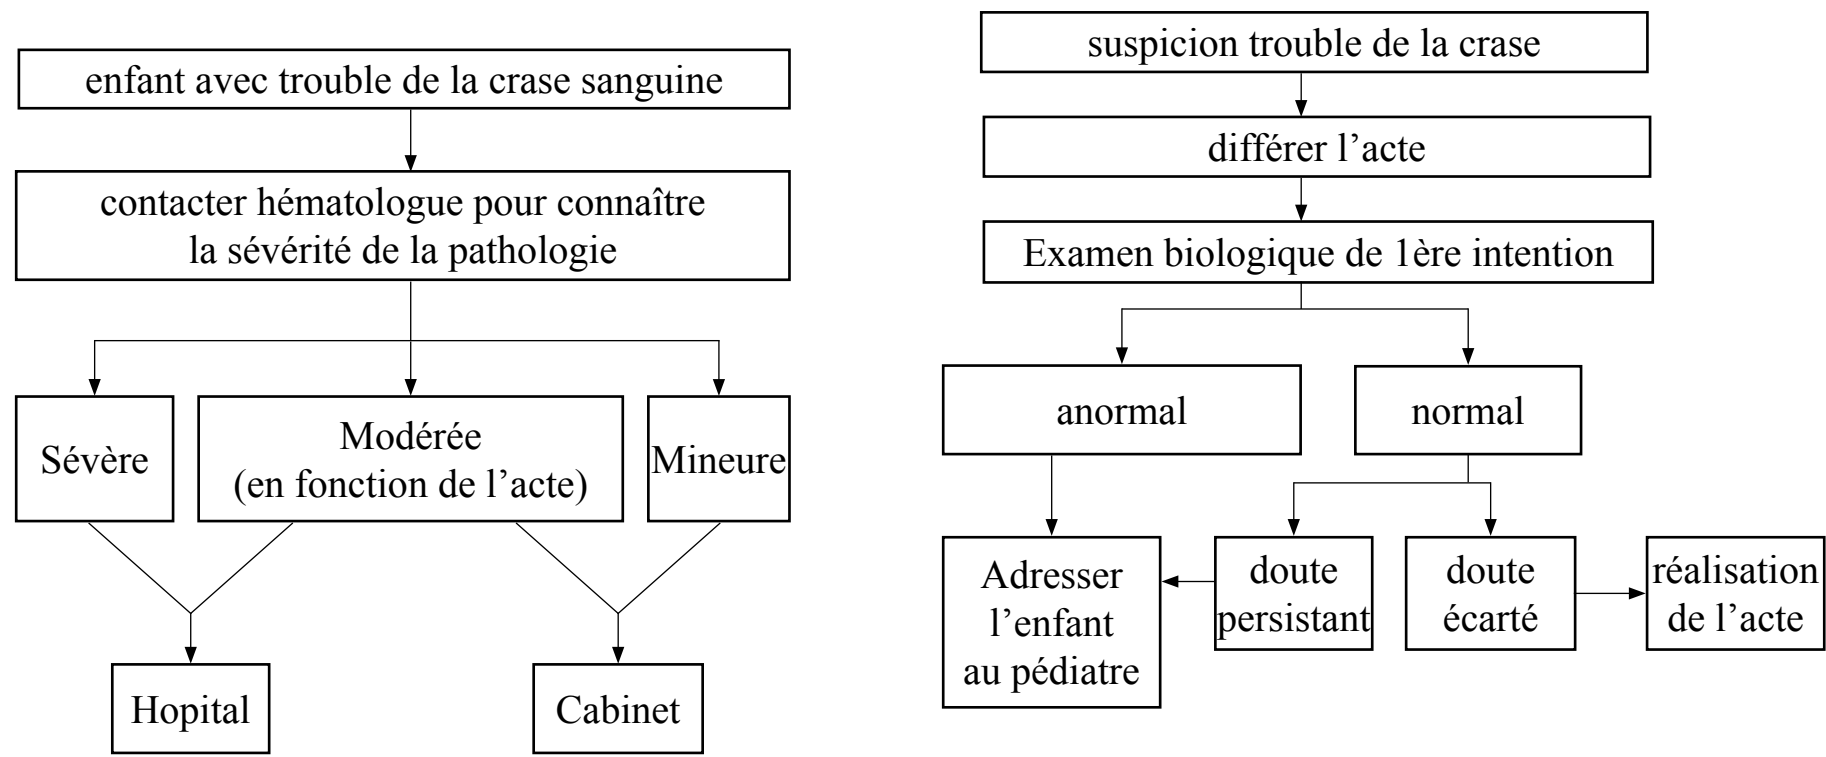 enfant avec trouble de la crase sanguine
contacter hématologue pour connaître
la sévérité de la pathologie
Sévère
Modérée
(en fonction de l’acte)
Mineure
Hopital
Cabinet
suspicion trouble de la crase
différer l’acte
Examen biologique de 1ère intention
anormal
normal
Adresser
l’enfant
au pédiatre
doute
persistant
doute
écarté
réalisation
de l’acte